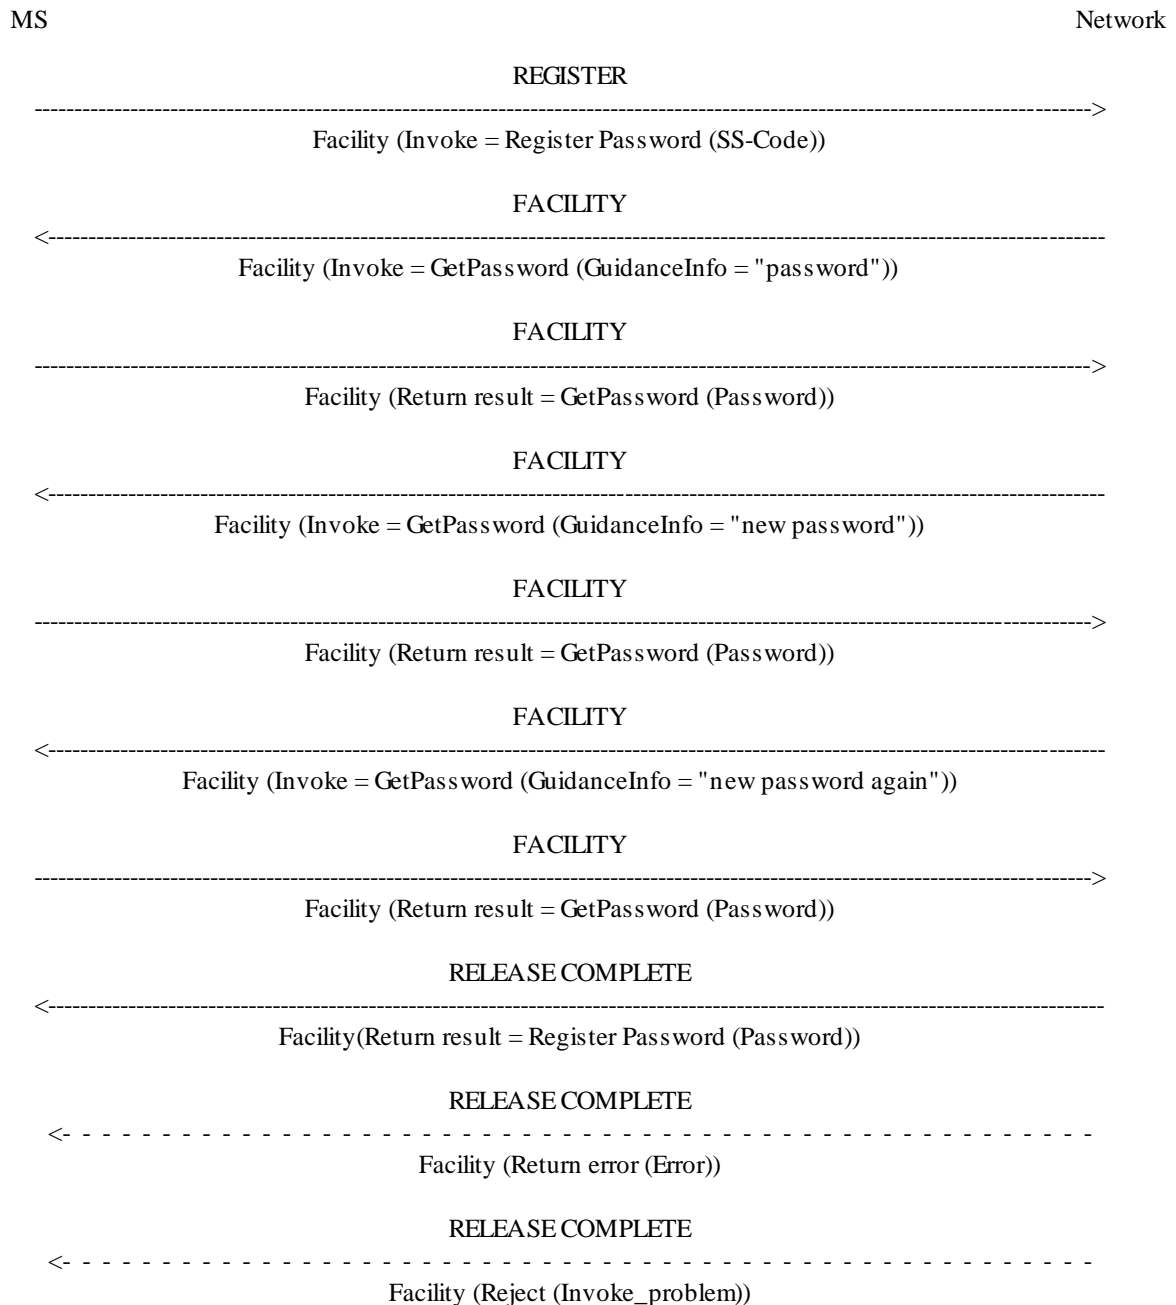 MS Network
REGISTER
------------------------------------------------------------------------------------------------------------------------------------>
Facility (Invoke = Register Password (SS-Code))
FACILITY
<------------------------------------------------------------------------------------------------------------------------------------
Facility (Invoke = GetPassword (GuidanceInfo = "password"))
FACILITY
------------------------------------------------------------------------------------------------------------------------------------>
Facility (Return result = GetPassword (Password))
FACILITY
<------------------------------------------------------------------------------------------------------------------------------------
Facility (Invoke = GetPassword (GuidanceInfo = "new password"))
FACILITY
------------------------------------------------------------------------------------------------------------------------------------>
Facility (Return result = GetPassword (Password))
FACILITY
<------------------------------------------------------------------------------------------------------------------------------------
Facility (Invoke = GetPassword (GuidanceInfo = "new password again"))
FACILITY
------------------------------------------------------------------------------------------------------------------------------------>
Facility (Return result = GetPassword (Password))
RELEASE COMPLETE
<------------------------------------------------------------------------------------------------------------------------------------
Facility(Return result = Register Password (Password))
RELEASE COMPLETE
<- - - - - - - - - - - - - - - - - - - - - - - - - - - - - - - - - - - - - - - - - - - - - - - - - - - - -
Facility (Return error (Error))
RELEASE COMPLETE
<- - - - - - - - - - - - - - - - - - - - - - - - - - - - - - - - - - - - - - - - - - - - - - - - - - - - -
Facility (Reject (Invoke_problem))